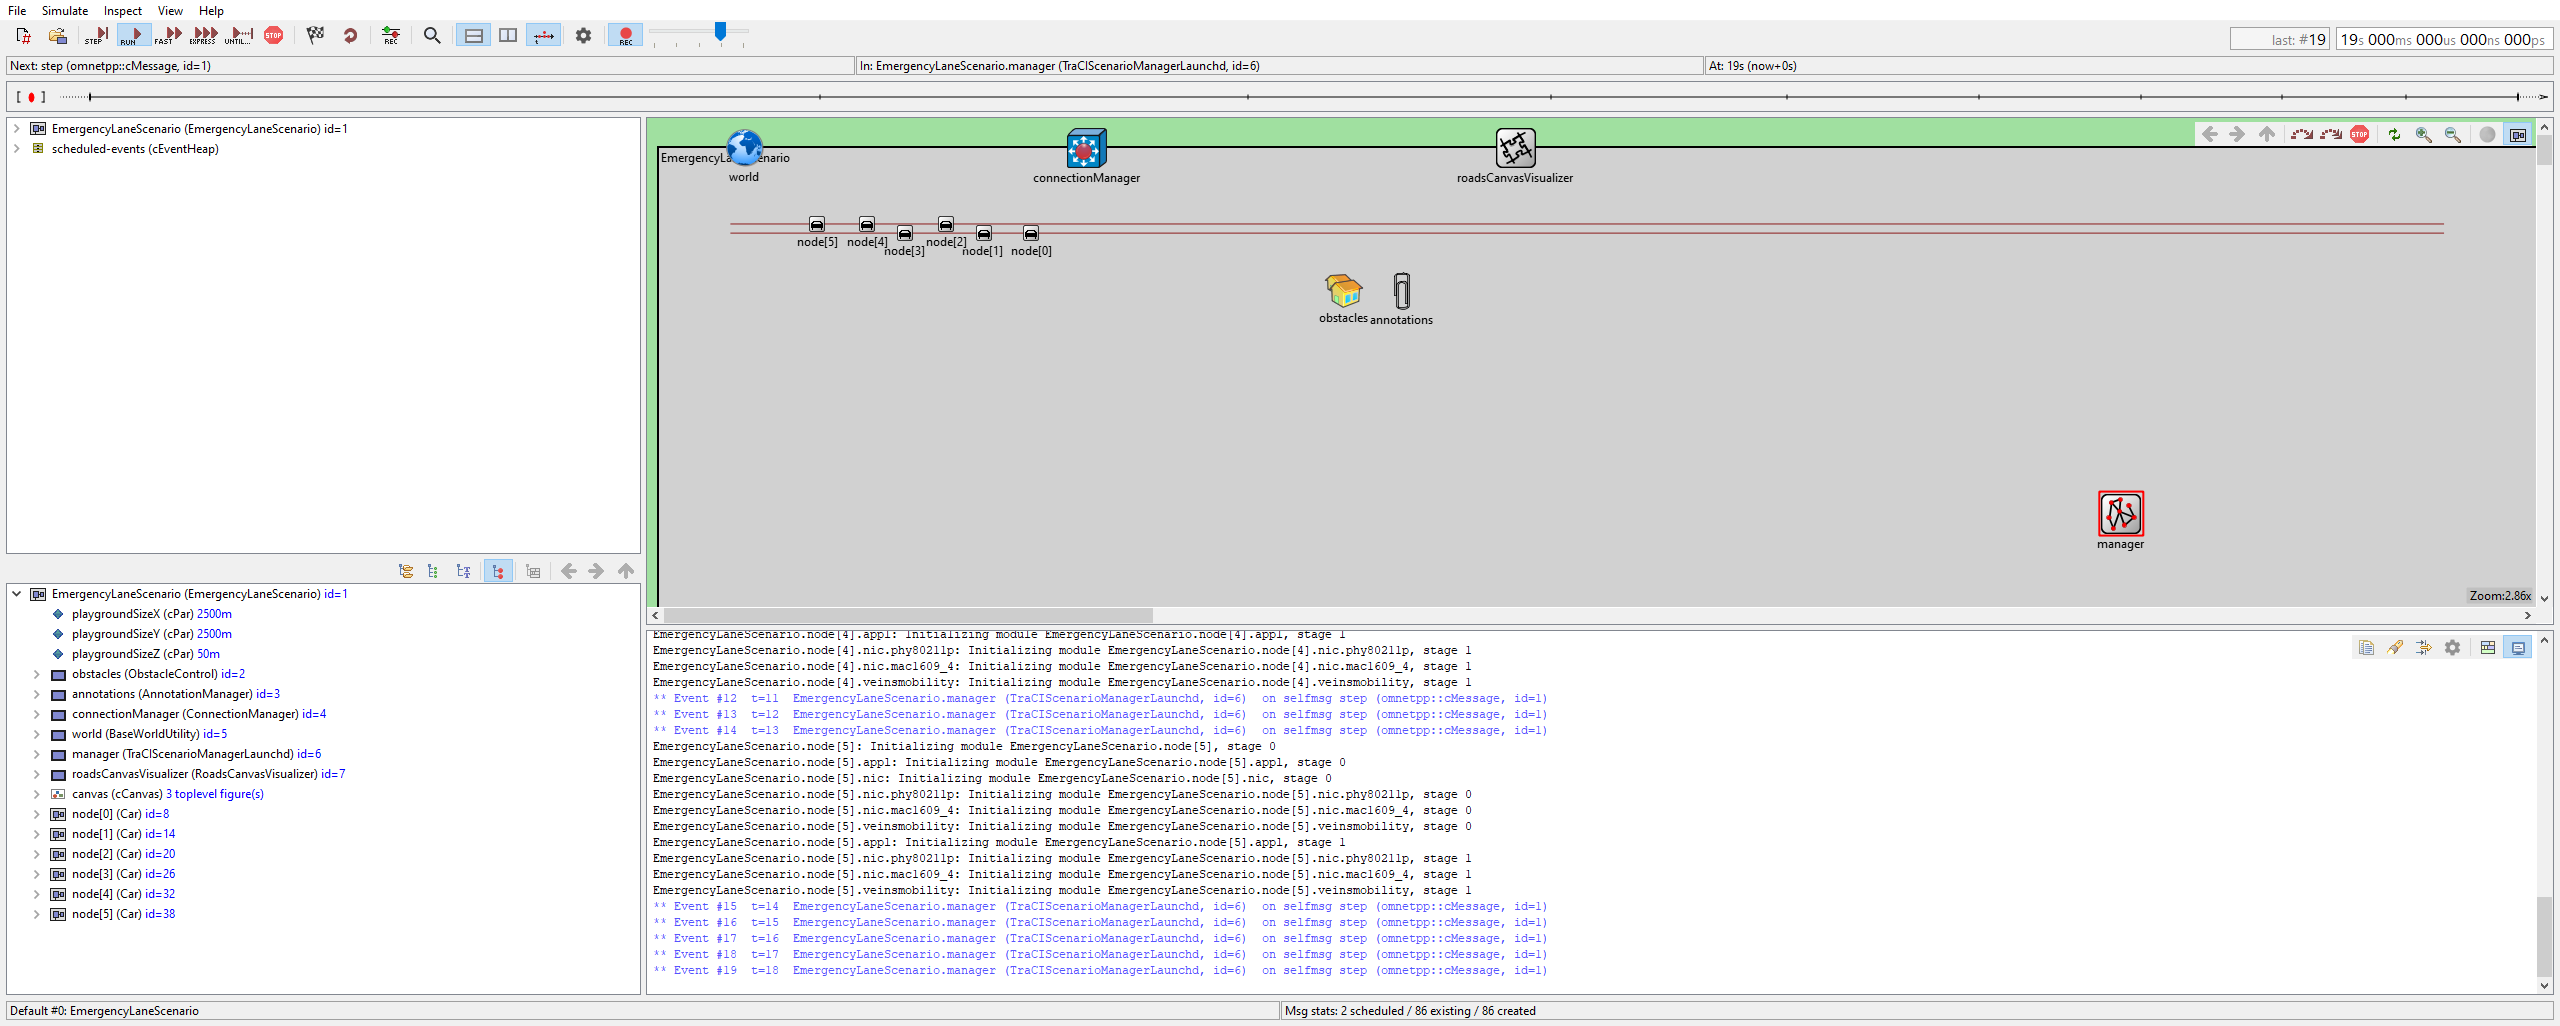 File Simulate Inspect View Help
STEP RUN FAST EXPRESS UNTIL... STOP REC REC
last: #19 19s 000ms 000us 000ns 000ps
Next: step (omnetpp::cMessage, id=1) In: EmergencyLaneScenario.manager (TraCIScenarioManagerLaunchd, id=6) At: 19s (now+0s)
EmergencyLaneScenario (EmergencyLaneScenario) id=1
scheduled-events (cEventHeap)
STOP
world
connectionManager
roadsCanvasVisualizer
node[5] node[4] node[2]
node[3] node[1] node[0]
obstacles annotations
manager
Zoom:2.86x
EmergencyLaneScenario (EmergencyLaneScenario) id=1
playgroundSizeX (cPar) 2500m
playgroundSizeY (cPar) 2500m
playgroundSizeZ (cPar) 50m
obstacles (ObstacleControl) id=2
annotations (AnnotationManager) id=3
connectionManager (ConnectionManager) id=4
world (BaseWorldUtility) id=5
manager (TraCIScenarioManagerLaunchd) id=6
roadsCanvasVisualizer (RoadsCanvasVisualizer) id=7
canvas (cCanvas) 3 toplevel figure(s)
node[0] (Car) id=8
node[1] (Car) id=14
node[2] (Car) id=20
node[3] (Car) id=26
node[4] (Car) id=32
node[5] (Car) id=38
EmergencyLaneScenario.node[4].appl: Initializing module EmergencyLaneScenario.node[4].appl, stage 1
EmergencyLaneScenario.node[4].nic.phy80211p: Initializing module EmergencyLaneScenario.node[4].nic.phy80211p, stage 1
EmergencyLaneScenario.node[4].nic.mac1609_4: Initializing module EmergencyLaneScenario.node[4].nic.mac1609_4, stage 1
EmergencyLaneScenario.node[4].veinsmobility: Initializing module EmergencyLaneScenario.node[4].veinsmobility, stage 1
** Event #12 t=11 EmergencyLaneScenario.manager (TraCIScenarioManagerLaunchd, id=6) on selfmsg step (omnetpp::cMessage, id=1)
** Event #13 t=12 EmergencyLaneScenario.manager (TraCIScenarioManagerLaunchd, id=6) on selfmsg step (omnetpp::cMessage, id=1)
** Event #14 t=13 EmergencyLaneScenario.manager (TraCIScenarioManagerLaunchd, id=6) on selfmsg step (omnetpp::cMessage, id=1)
EmergencyLaneScenario.node[5]: Initializing module EmergencyLaneScenario.node[5], stage 0
EmergencyLaneScenario.node[5].appl: Initializing module EmergencyLaneScenario.node[5].appl, stage 0
EmergencyLaneScenario.node[5].nic: Initializing module EmergencyLaneScenario.node[5].nic, stage 0
EmergencyLaneScenario.node[5].nic.phy80211p: Initializing module EmergencyLaneScenario.node[5].nic.phy80211p, stage 0
EmergencyLaneScenario.node[5].nic.mac1609_4: Initializing module EmergencyLaneScenario.node[5].nic.mac1609_4, stage 0
EmergencyLaneScenario.node[5].veinsmobility: Initializing module EmergencyLaneScenario.node[5].veinsmobility, stage 0
EmergencyLaneScenario.node[5].appl: Initializing module EmergencyLaneScenario.node[5].appl, stage 1
EmergencyLaneScenario.node[5].nic.phy80211p: Initializing module EmergencyLaneScenario.node[5].nic.phy80211p, stage 1
EmergencyLaneScenario.node[5].nic.mac1609_4: Initializing module EmergencyLaneScenario.node[5].nic.mac1609_4, stage 1
EmergencyLaneScenario.node[5].veinsmobility: Initializing module EmergencyLaneScenario.node[5].veinsmobility, stage 1
** Event #15 t=14 EmergencyLaneScenario.manager (TraCIScenarioManagerLaunchd, id=6) on selfmsg step (omnetpp::cMessage, id=1)
** Event #16 t=15 EmergencyLaneScenario.manager (TraCIScenarioManagerLaunchd, id=6) on selfmsg step (omnetpp::cMessage, id=1)
** Event #17 t=16 EmergencyLaneScenario.manager (TraCIScenarioManagerLaunchd, id=6) on selfmsg step (omnetpp::cMessage, id=1)
** Event #18 t=17 EmergencyLaneScenario.manager (TraCIScenarioManagerLaunchd, id=6) on selfmsg step (omnetpp::cMessage, id=1)
** Event #19 t=18 EmergencyLaneScenario.manager (TraCIScenarioManagerLaunchd, id=6) on selfmsg step (omnetpp::cMessage, id=1)
Default #0: EmergencyLaneScenario Msg stats: 2 scheduled / 86 existing / 86 created